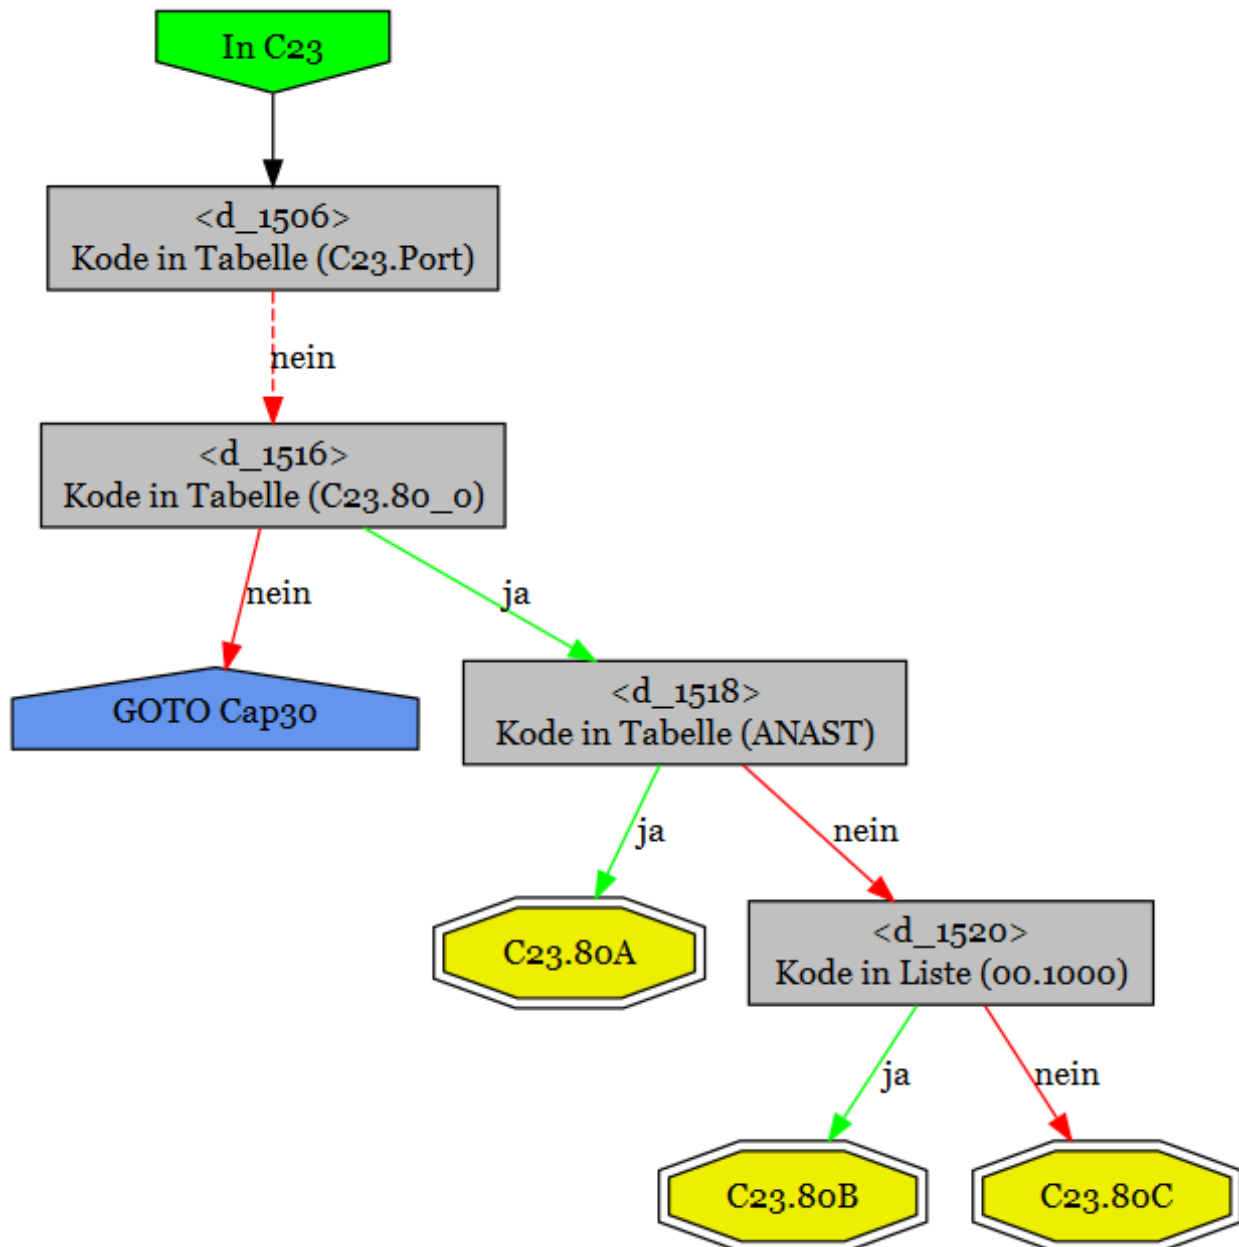 In C23
<d_1506>
Kode in Tabelle (C23.Port)
nein
<d_1516>
Kode in Tabelle (C23.80_0)
nein
ja
GOTO Cap30
<d_1518>
Kode in Tabelle (ANAST)
ja
nein
C23.80A
<d_1520>
Kode in Liste (00.1000)
ja
nein
C23.80B
C23.80C